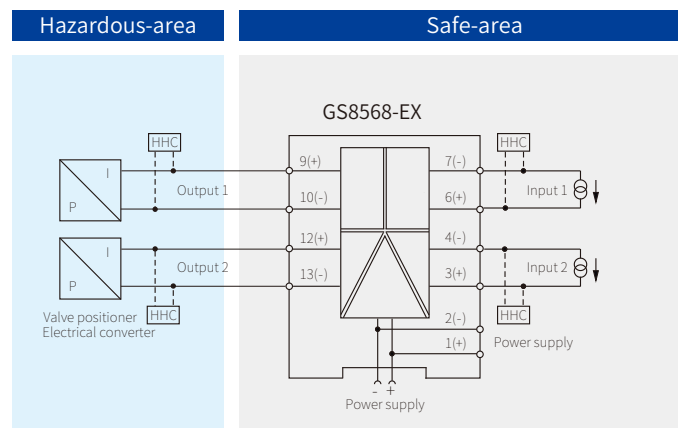 Hazardous-area
Safe-area
GS8568-EX
HHC
HHC
I
9(+)
7(-)
Output 1
Input 1
P
10(-)
6(+)
I
12(+)
4(-)
Output 2
Input 2
P
13(-)
3(+)
Valve positioner
HHC
HHC
Electrical converter
2(-)
1(+)
Power supply
- +
Power supply